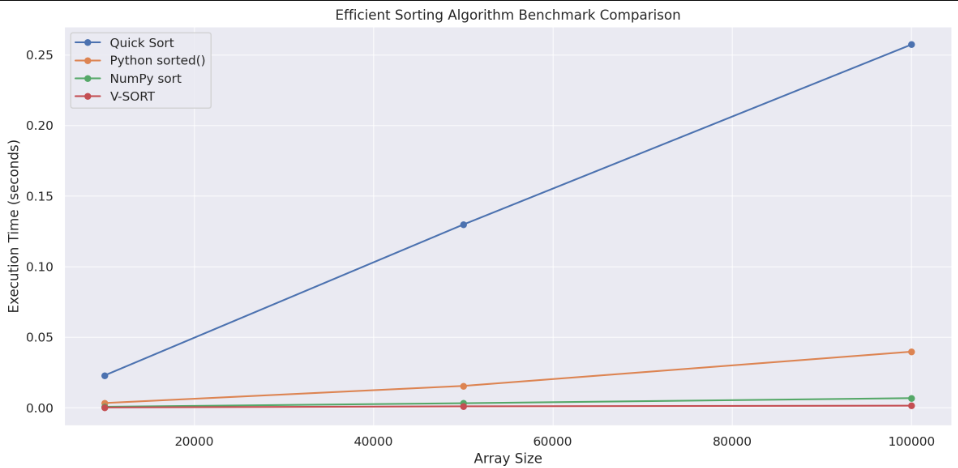 Efficient Sorting Algorithm Benchmark Comparison
Quick Sort
Python sorted()
NumPy sort
V-SORT
Execution Time (seconds)
0.25
0.20
0.15
0.10
0.05
0.00
20000 40000 60000 80000 100000
Array Size